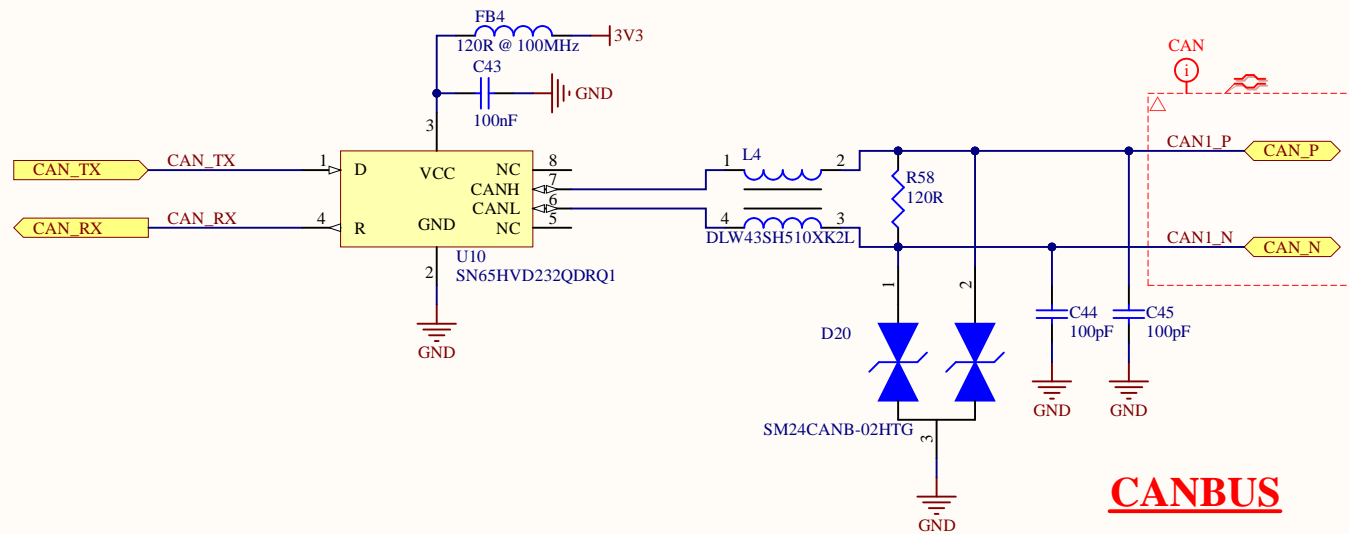 FB4
120R @ 100MHz
3V3
C43
GND
100nF
CAN
i
3
CAN_TX
CAN_TX
1
D
VCC
NC
8
CANH
7
CANL
6
NC
5
CAN_RX
CAN_RX
4
R
GND
U10
SN65HVD232QDRQ1
2
GND
1
L4
2
4
3
DLW43SH510XK2L
R58
120R
CAN1_P
CAN_P
CAN1_N
CAN_N
1
2
D20
SM24CANB-02HTG
3
GND
C44
100pF
GND
C45
100pF
GND
CANBUS